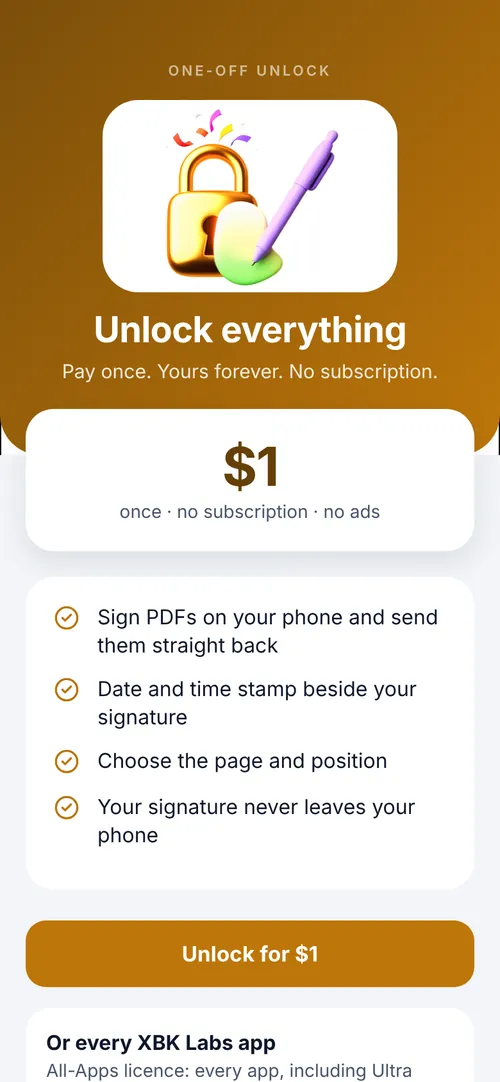 ONE-OFF UNLOCK
Unlock everything
Pay once. Yours forever. No subscription.
$1
once · no subscription · no ads
Sign PDFs on your phone and send
them straight back
Date and time stamp beside your
signature
Choose the page and position
Your signature never leaves your
phone
Unlock for $1
Or every XBK Labs app
All-Apps licence: every app, including Ultra